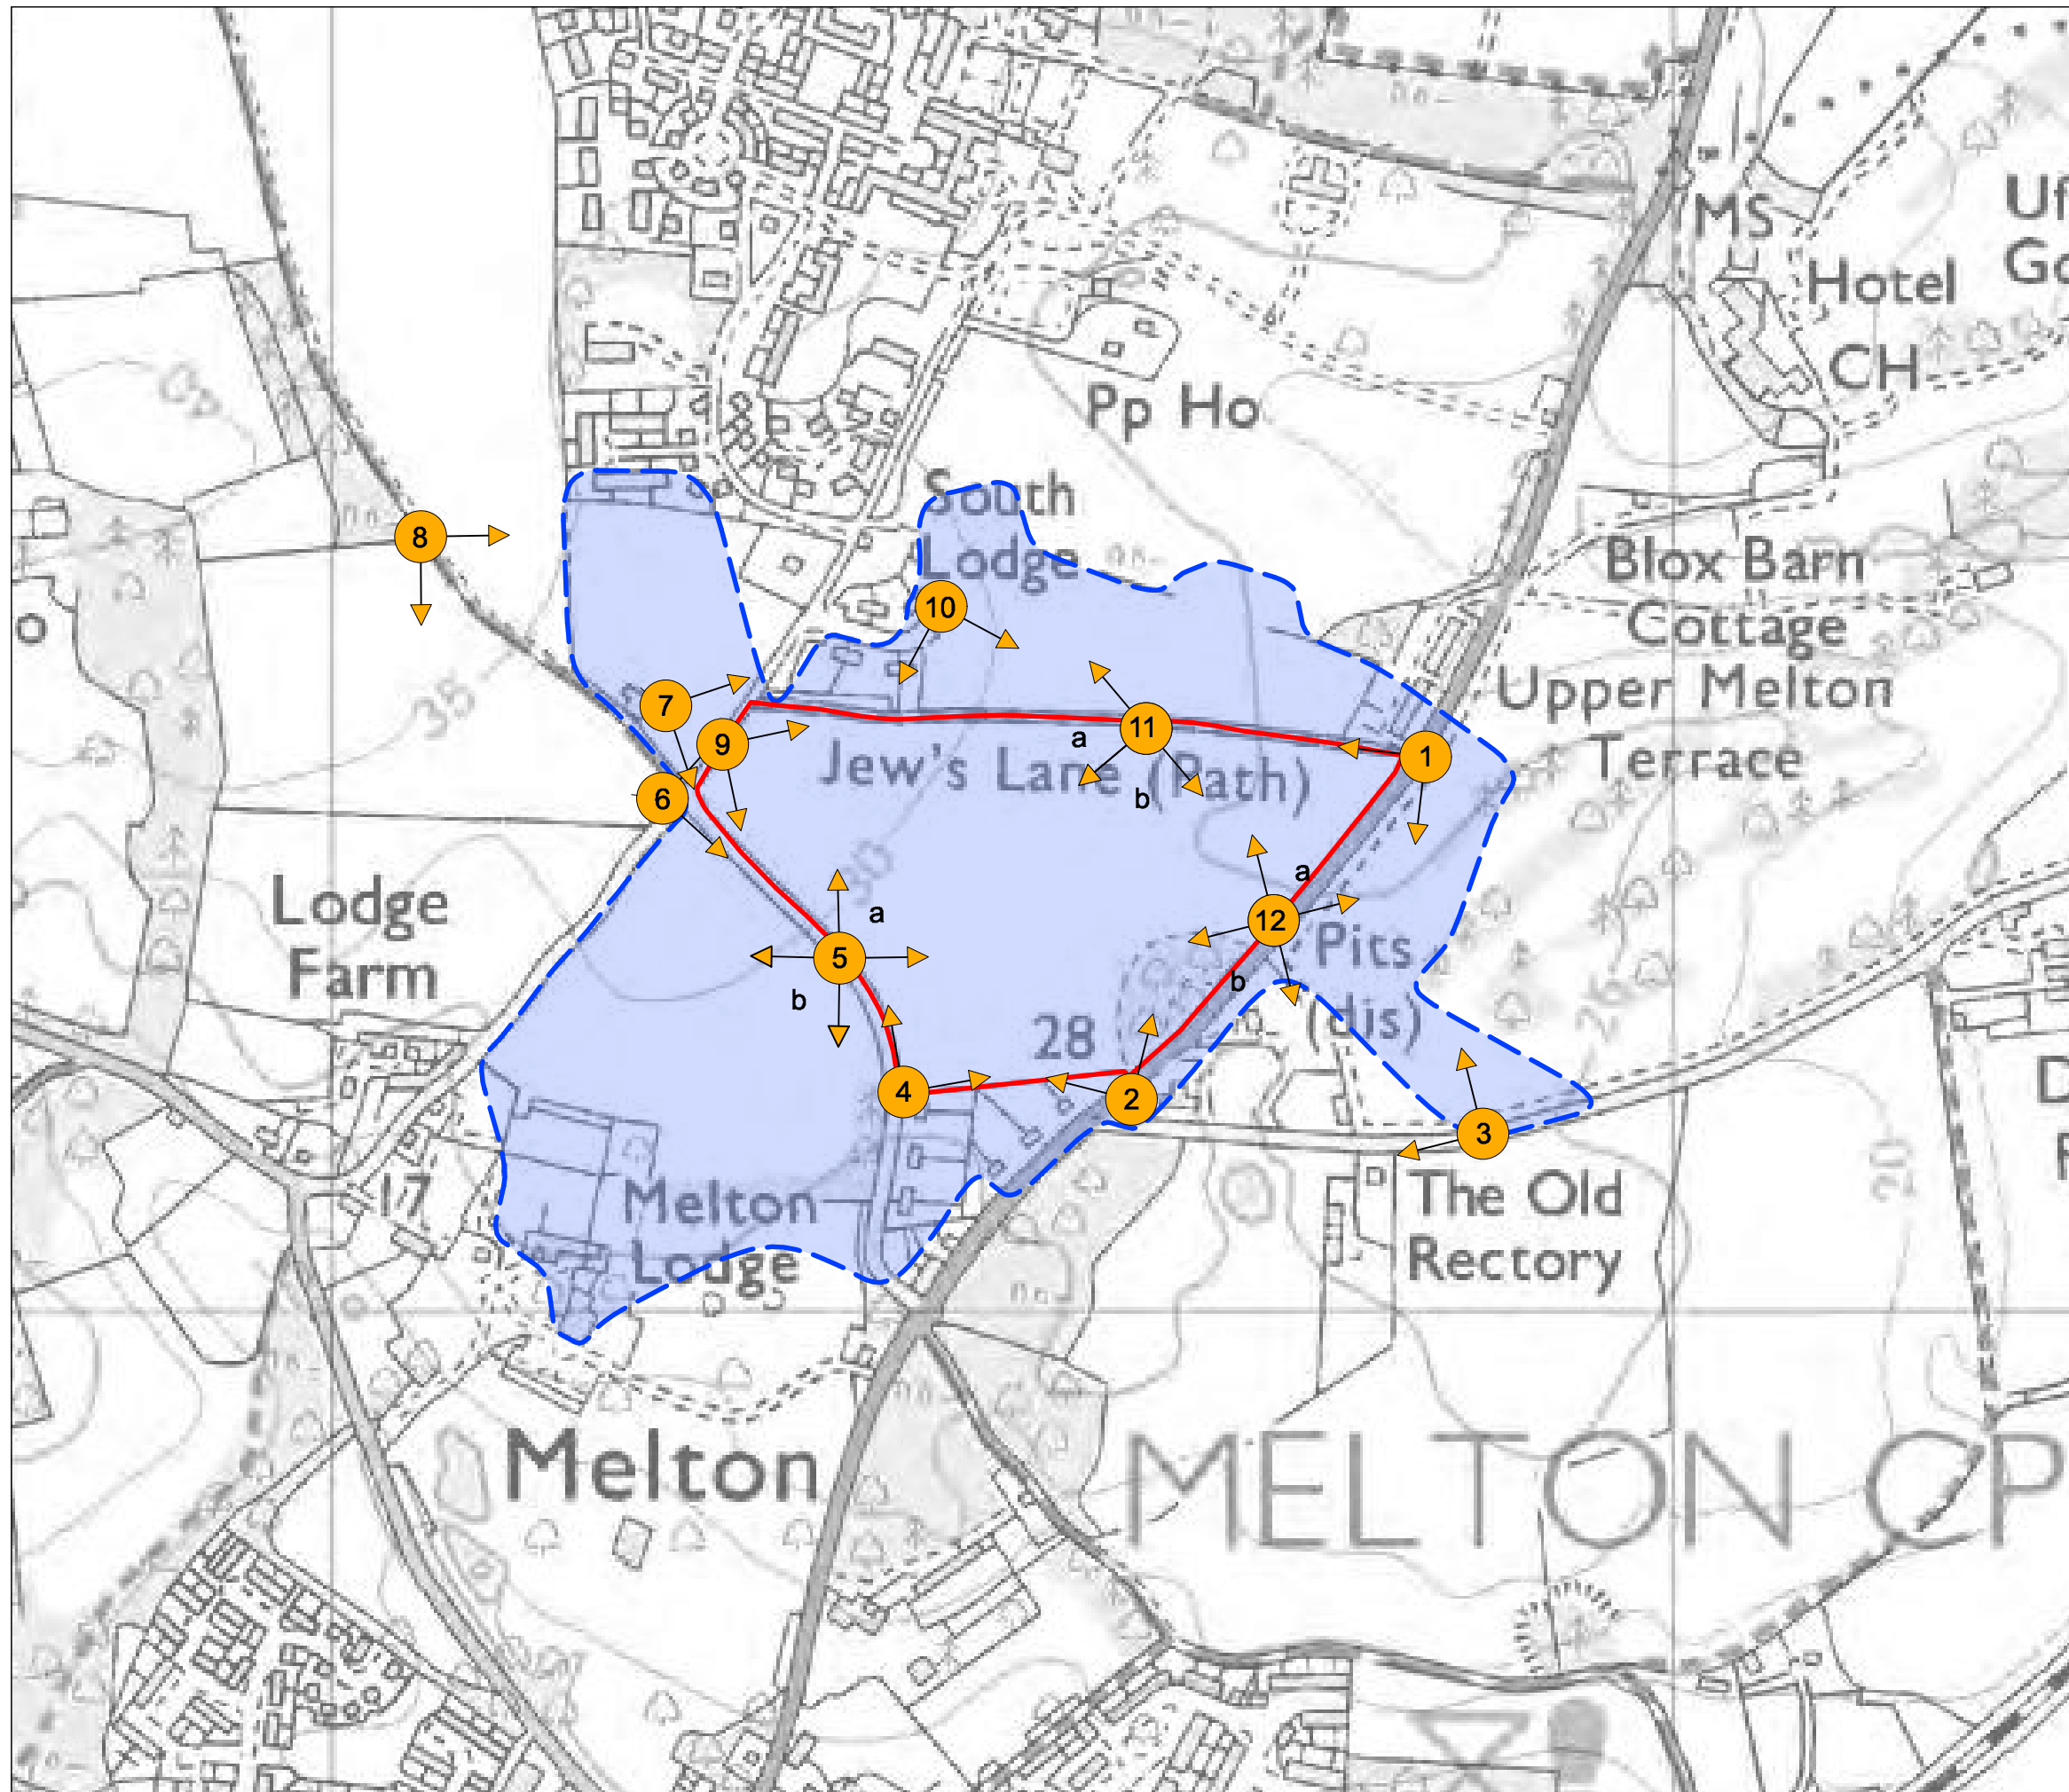 MS
Uf
Go
Hotel
CH
Pp Ho
South
Lodge
8
10
o
Blox Barn
Cottage
Upper Melton
Terrace
7
35
9
11
1
a
Jew's Lane (Path)
6
b
30
a
a
Lodge
Farm
12
5
Pits
b
b
(dis)
28
26
4
2
3
D
17
Melton
Lodge
The Old
Rectory
20
Melton
MELTON CP